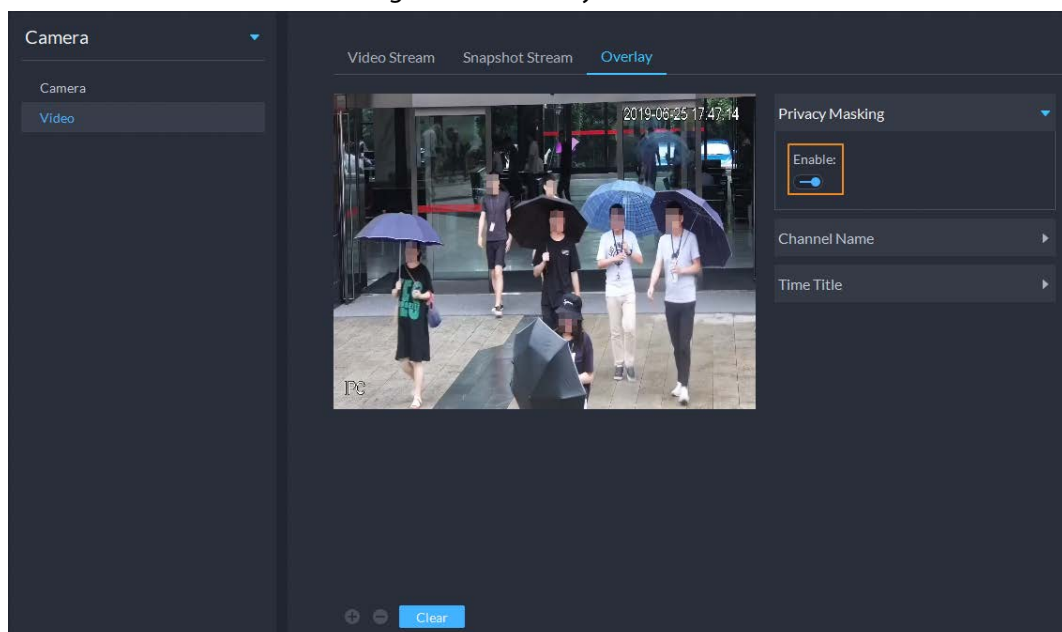 Camera
Camera
Video
Video Stream Snapshot Stream Overlay
2019-06-25 17:47:14
IPC
Privacy Masking
Enable:
Channel Name
Time Title
Clear